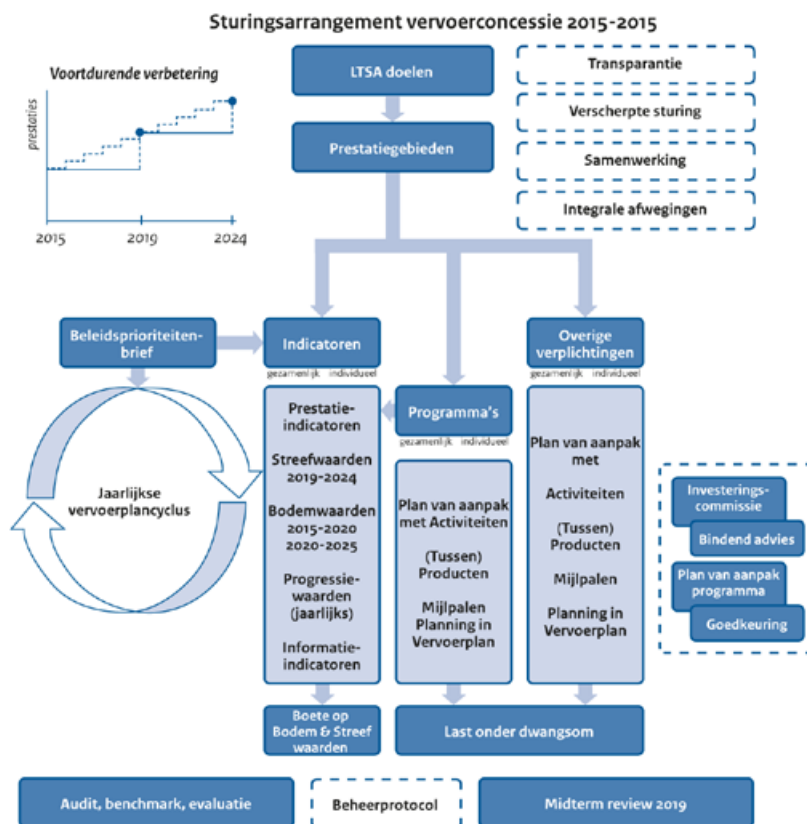 Sturingsarrangement vervoerconcessie 2015-2015
Voortdurende verbetering
prestaties
2015
2019
2024
LTSA doelen
Prestatiegebieden
Transparantie
Verscherpte sturing
Samenwerking
Integrale afwegingen
Beleidsprioriteiten-
brief
Indicatoren
gezamenlijk individueel
Overige
verplichtingen
gezamenlijk individueel
Programma's
gezamenlijk individueel
Jaarlijkse
vervoerplancyclus
Prestatie-
indicatoren
Streefwaarden
2019-2024
Bodemwaarden
2015-2020
2020-2025
Progressie-
waarden
(jaarlijks)
Informatie-
indicatoren
Plan van aanpak
met Activiteiten
(Tussen)
Producten
Mijlpalen
Planning in
Vervoerplan
Plan van aanpak
met
Activiteiten
(Tussen)
Producten
Mijlpalen
Planning in
Vervoerplan
Investerings-
commissie
Bindend advies
Plan van aanpak
programma
Goedkeuring
Boete op
Bodem & Streef
waarden
Last onder dwangsom
Audit, benchmark, evaluatie
Beheerprotocol
Midterm review 2019